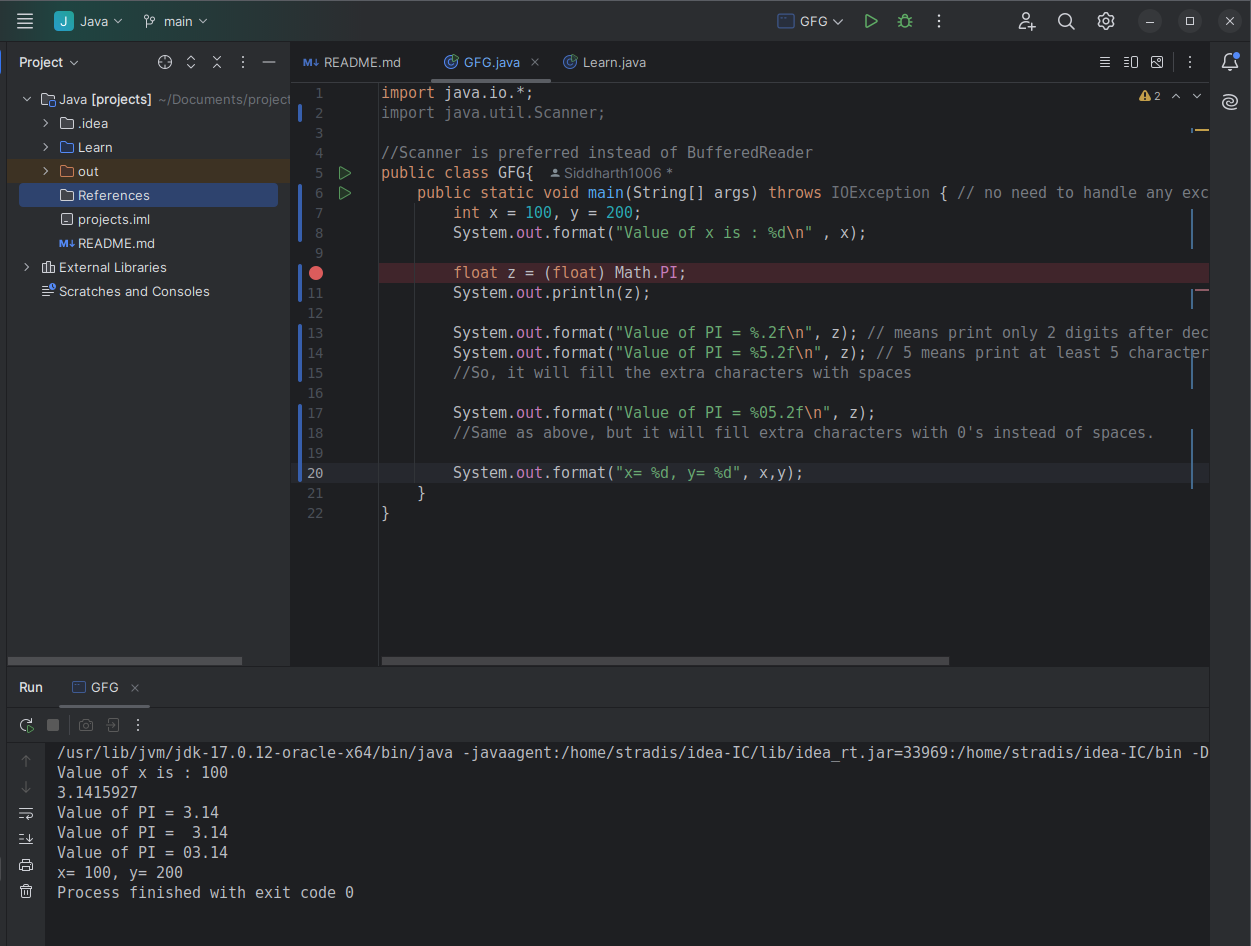 J Java main GFG
Project
README.md GFG.java Learn.java
Java [projects] ~/Documents/project
.idea
Learn
out
References
projects.iml
M↓ README.md
External Libraries
Scratches and Consoles
2
1 import java.io.*;
2 import java.util.Scanner;
3
4 //Scanner is preferred instead of BufferedReader
5 public class GFG{ Siddharth1006 *
6 public static void main(String[] args) throws IOException { // no need to handle any exc
7 int x = 100, y = 200;
8 System.out.format("Value of x is : %d\n" , x);
9
float z = (float) Math.PI;
11 System.out.println(z);
12
13 System.out.format("Value of PI = %.2f\n", z); // means print only 2 digits after dec
14 System.out.format("Value of PI = %5.2f\n", z); // 5 means print at least 5 character
15 //So, it will fill the extra characters with spaces
16
17 System.out.format("Value of PI = %05.2f\n", z);
18 //Same as above, but it will fill extra characters with 0's instead of spaces.
19
20 System.out.format("x= %d, y= %d", x,y);
21 }
22 }
Run GFG
/usr/lib/jvm/jdk-17.0.12-oracle-x64/bin/java -javaagent:/home/stradis/idea-IC/lib/idea_rt.jar=33969:/home/stradis/idea-IC/bin -D
Value of x is : 100
3.1415927
Value of PI = 3.14
Value of PI =  3.14
Value of PI = 03.14
x= 100, y= 200
Process finished with exit code 0